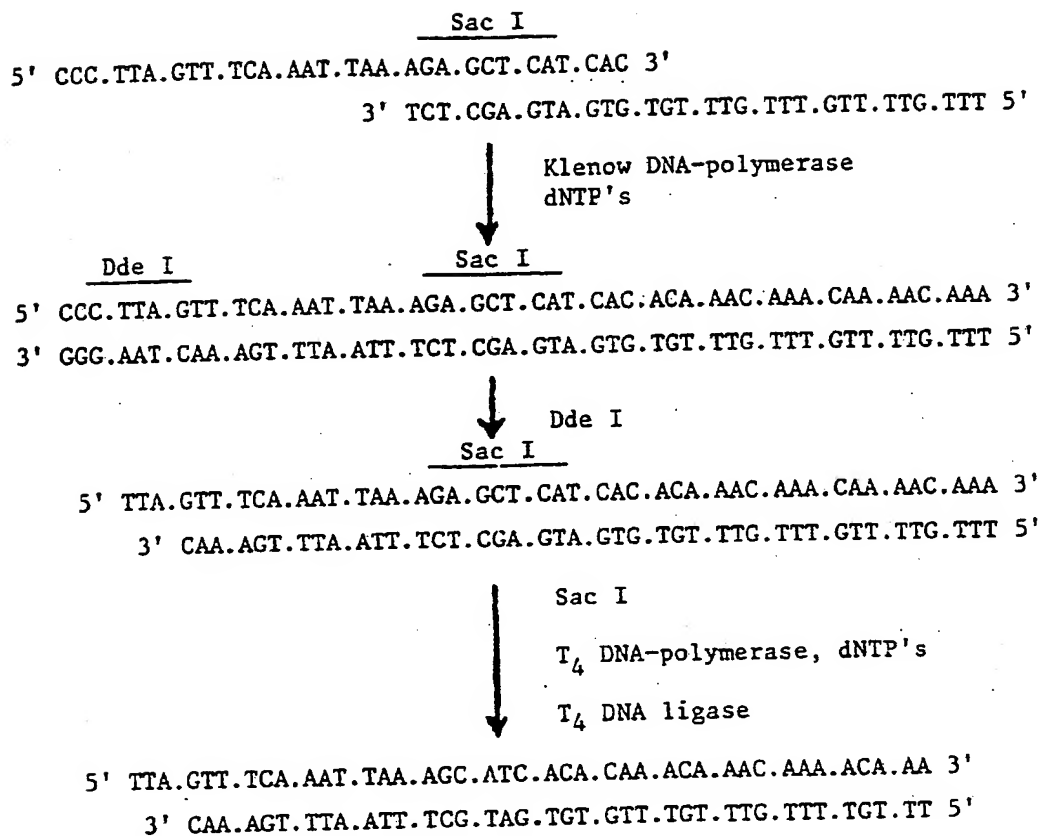 Sac I
5' CCC.TTA.GTT.TCA.AAT.TAA.AGA.GCT.CAT.CAC 3'
3' TCT.CGA.GTA.GTG.TGT.TTG.TTT.GTT.TTG.TTT 5'
Klenow DNA-polymerase
dNTP's
Dde I Sac I
5' CCC.TTA.GTT.TCA.AAT.TAA.AGA.GCT.CAT.CAC.ACA.AAC.AAA.CAA.AAC.AAA 3'
3' GGG.AAT.CAA.AGT.TTA.ATT.TCT.CGA.GTA.GTG.TGT.TTG.TTT.GTT.TTG.TTT 5'
Dde I
Sac I
5' TTA.GTT.TCA.AAT.TAA.AGA.GCT.CAT.CAC.ACA.AAC.AAA.CAA.AAC.AAA 3'
3' CAA.AGT.TTA.ATT.TCT.CGA.GTA.GTG.TGT.TTG.TTT.GTT.TTG.TTT 5'
Sac I
T4 DNA-polymerase, dNTP's
T4 DNA ligase
5' TTA.GTT.TCA.AAT.TAA.AGC.ATC.ACA.CAA.ACA.AAC.AAA.ACA.AA 3'
3' CAA.AGT.TTA.ATT.TCG.TAG.TGT.GTT.TGT.TTG.TTT.TGT.TT 5'